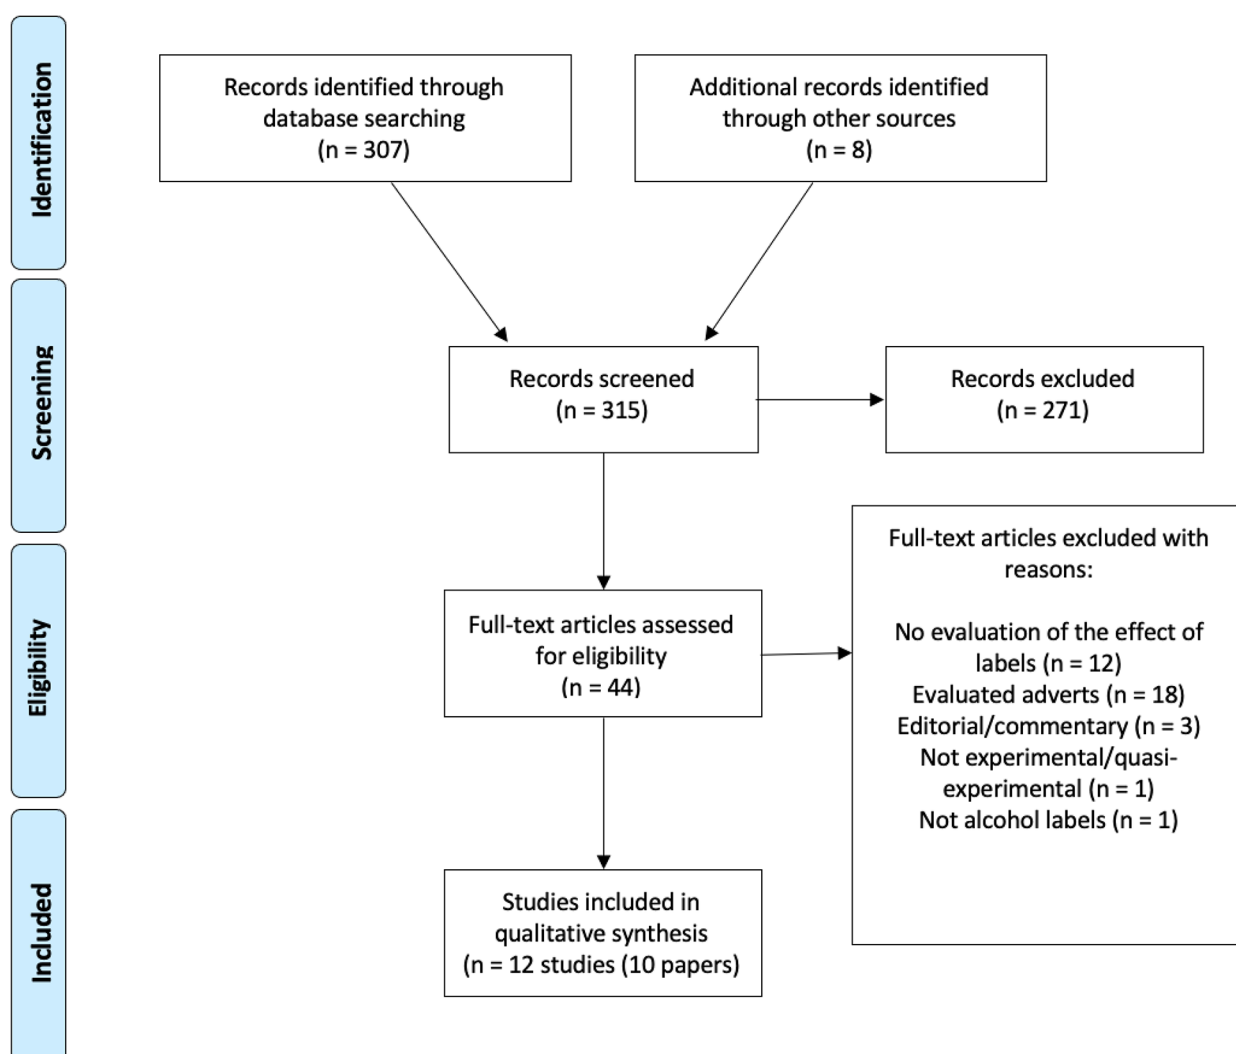 Identification
Records identified through
database searching
(n = 307)
Additional records identified
through other sources
(n = 8)
Screening
Records screened
(n = 315)
Records excluded
(n = 271)
Eligibility
Full-text articles assessed
for eligibility
(n = 44)
Full-text articles excluded with
reasons:
No evaluation of the effect of
labels (n = 12)
Evaluated adverts (n = 18)
Editorial/commentary (n = 3)
Not experimental/quasi-
experimental (n = 1)
Not alcohol labels (n = 1)
Included
Studies included in
qualitative synthesis
(n = 12 studies (10 papers)